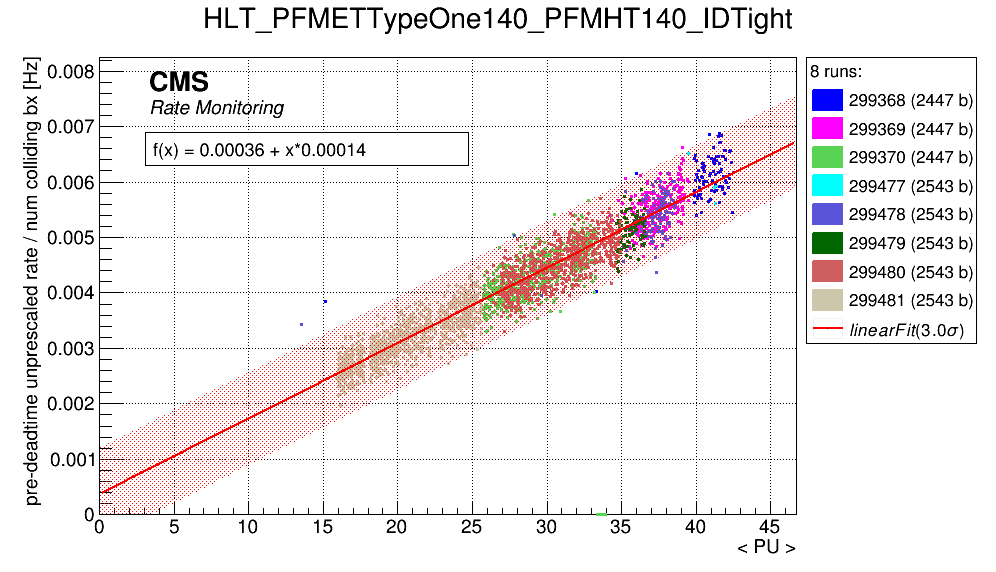 HLT_PFMETTypeOne140_PFMHT140_IDTight
pre-deadtime unprescaled rate / num colliding bx [Hz]
0.008
0.007
0.006
0.005
0.004
0.003
0.002
0.001
0
CMS
Rate Monitoring
f(x) = 0.00036 + x*0.00014
0 5 10 15 20 25 30 35 40 45
< PU >
8 runs:
299368 (2447 b)
299369 (2447 b)
299370 (2447 b)
299477 (2543 b)
299478 (2543 b)
299479 (2543 b)
299480 (2543 b)
299481 (2543 b)
linearFit(3.0σ)